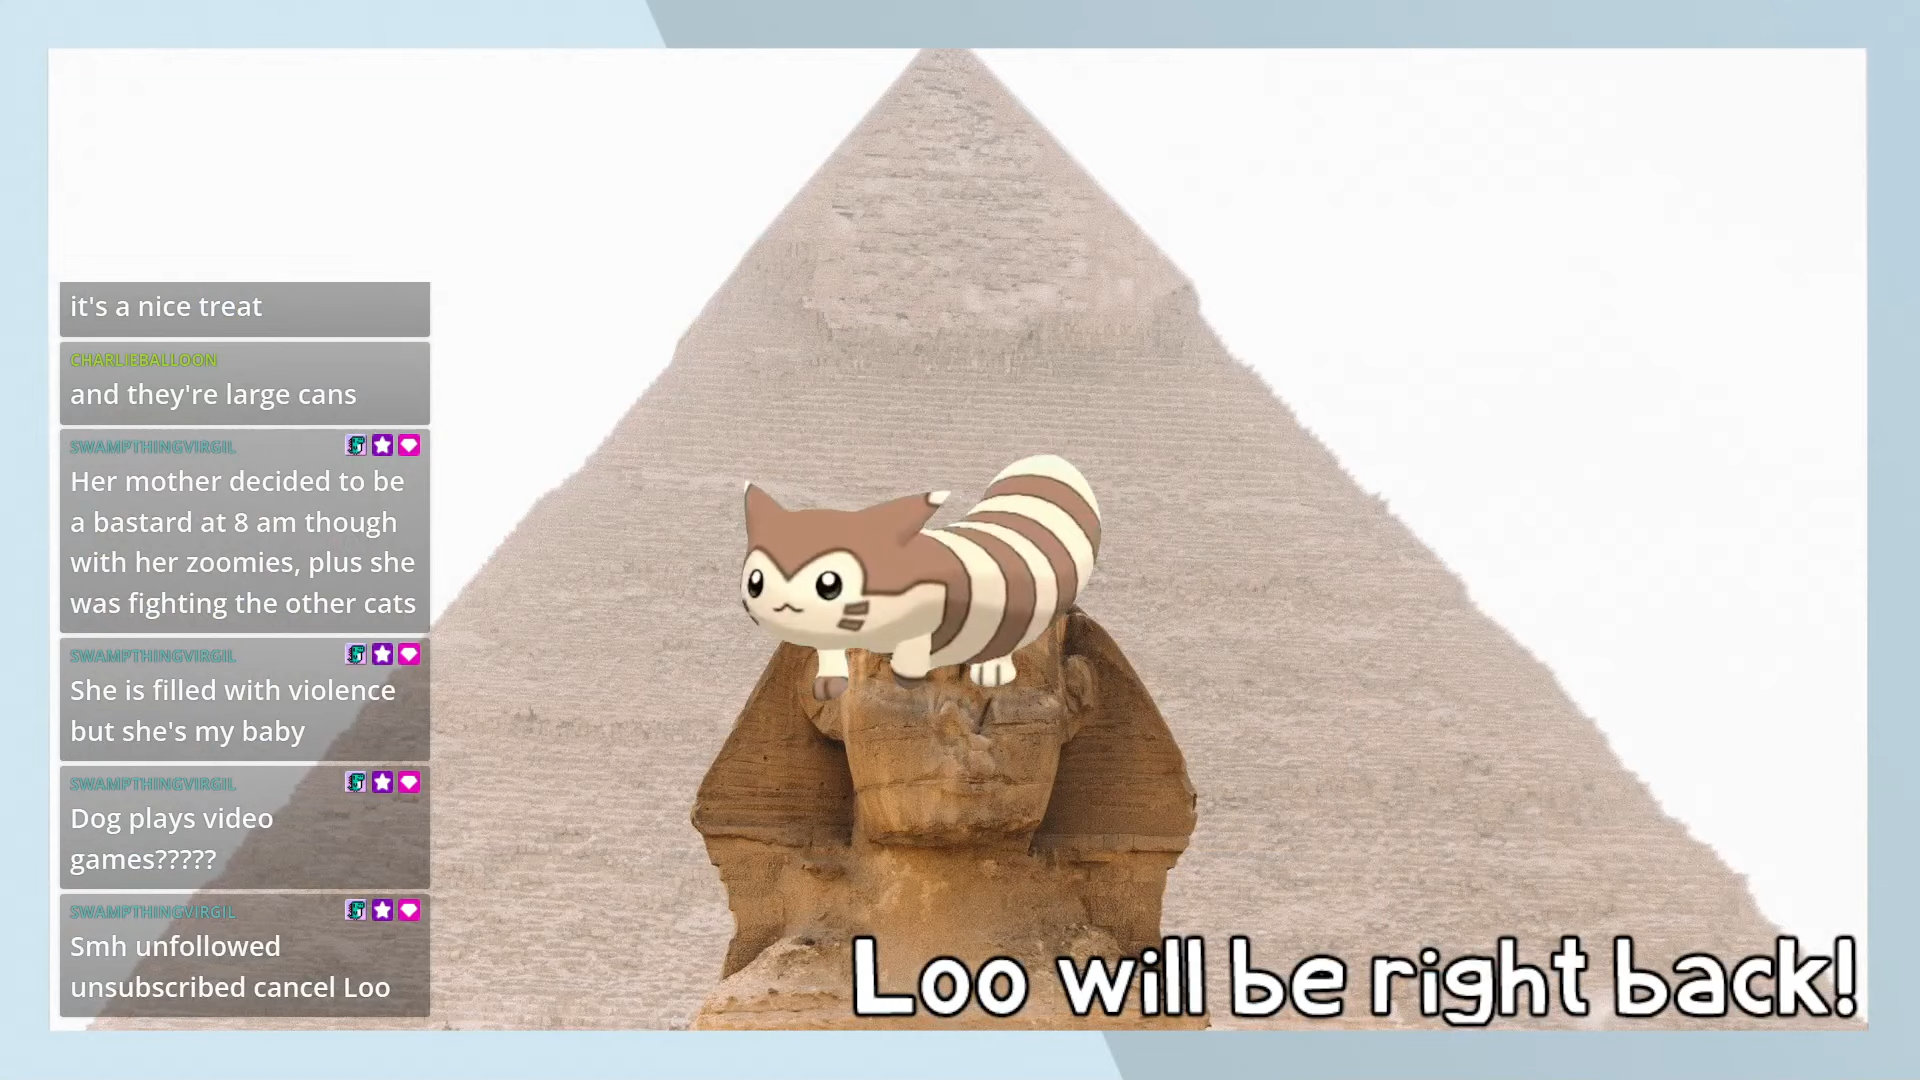 it's a nice treat
CHARLIEBALLOON
and they're large cans
SWAMPTHINGVIRGIL
Her mother decided to be
a bastard at 8 am though
with her zoomies, plus she
was fighting the other cats
SWAMPTHINGVIRGIL
She is filled with violence
but she's my baby
SWAMPTHINGVIRGIL
Dog plays video
games?????
SWAMPTHINGVIRGIL
Smh unfollowed
unsubscribed cancel Loo
Loo will be right back!